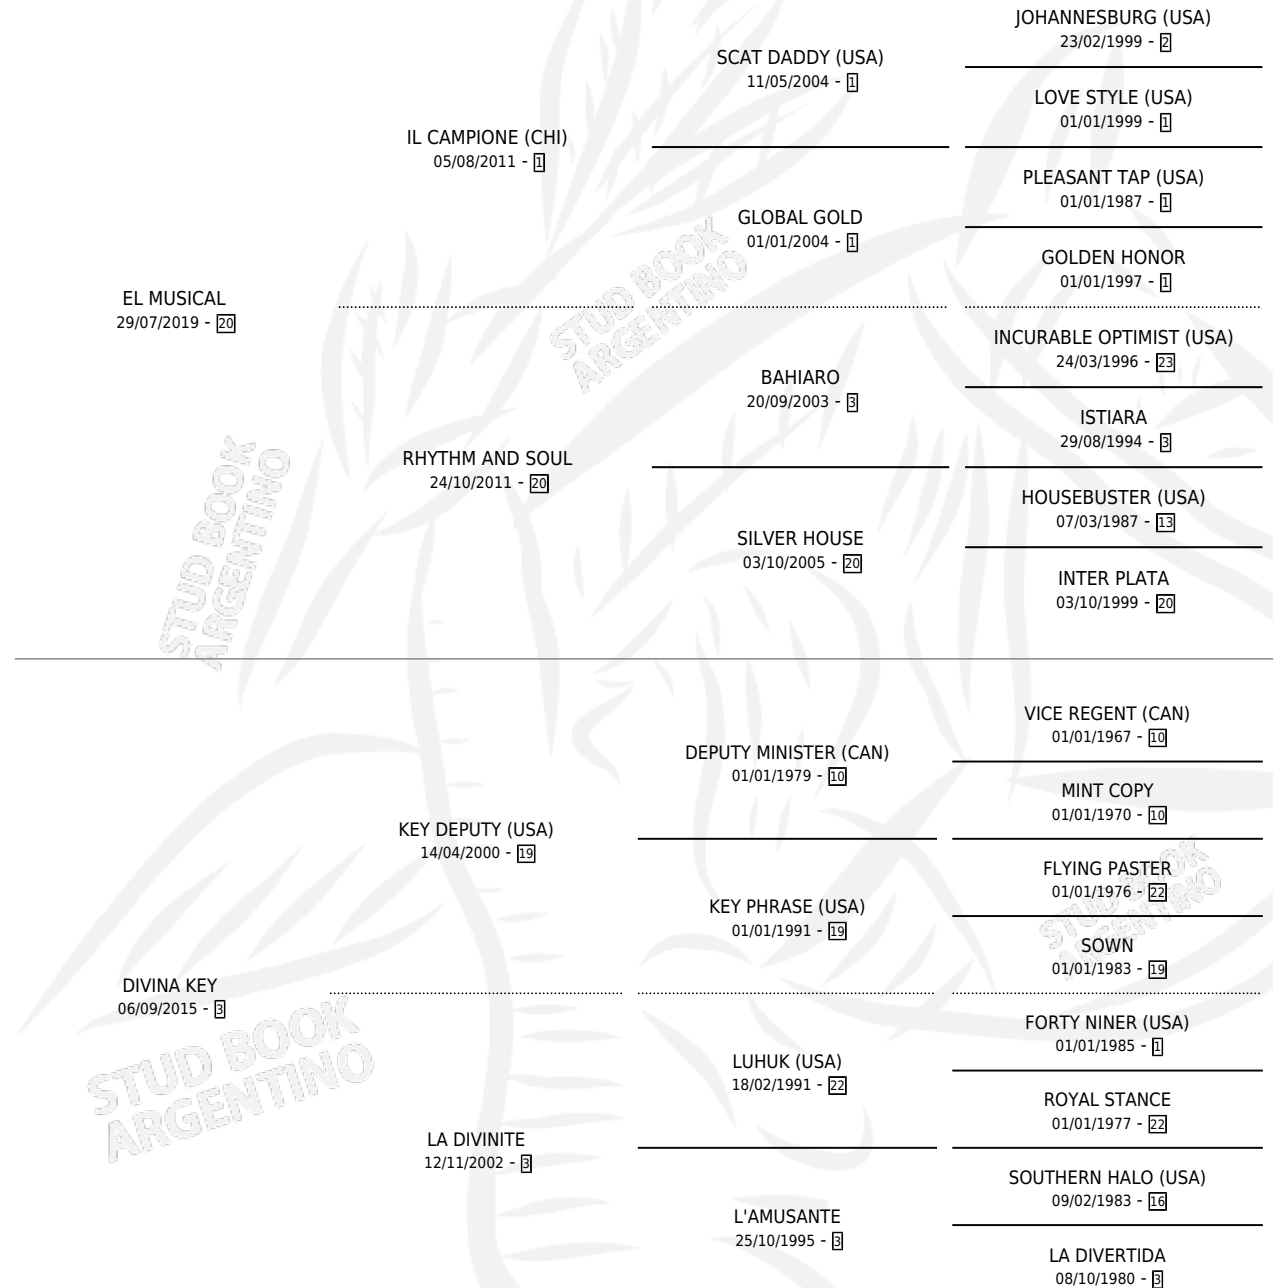 JOHANNESBURG (USA)
23/02/1999 - 2
SCAT DADDY (USA)
11/05/2004 - 1
LOVE STYLE (USA)
01/01/1999 - 1
IL CAMPIONE (CHI)
05/08/2011 - 1
PLEASANT TAP (USA)
01/01/1987 - 1
GLOBAL GOLD
01/01/2004 - 1
GOLDEN HONOR
01/01/1997 - 1
EL MUSICAL
29/07/2019 - 20
INCURABLE OPTIMIST (USA)
24/03/1996 - 23
BAHIARO
20/09/2003 - 3
ISTIARA
29/08/1994 - 3
RHYTHM AND SOUL
24/10/2011 - 20
HOUSEBUSTER (USA)
07/03/1987 - 13
SILVER HOUSE
03/10/2005 - 20
INTER PLATA
03/10/1999 - 20
VICE REGENT (CAN)
01/01/1967 - 10
DEPUTY MINISTER (CAN)
01/01/1979 - 10
MINT COPY
01/01/1970 - 10
KEY DEPUTY (USA)
14/04/2000 - 19
FLYING PASTER
01/01/1976 - 22
KEY PHRASE (USA)
01/01/1991 - 19
SOWN
01/01/1983 - 19
DIVINA KEY
06/09/2015 - 3
FORTY NINER (USA)
01/01/1985 - 1
LUHUK (USA)
18/02/1991 - 22
ROYAL STANCE
01/01/1977 - 22
LA DIVINITE
12/11/2002 - 3
SOUTHERN HALO (USA)
09/02/1983 - 16
L'AMUSANTE
25/10/1995 - 3
LA DIVERTIDA
08/10/1980 - 3
STUD BOOK
ARGENTINO
STUD BOOK
ARGENTINO
STUD BOOK
ARGENTINO
STUD BOOK
ARGENTINO